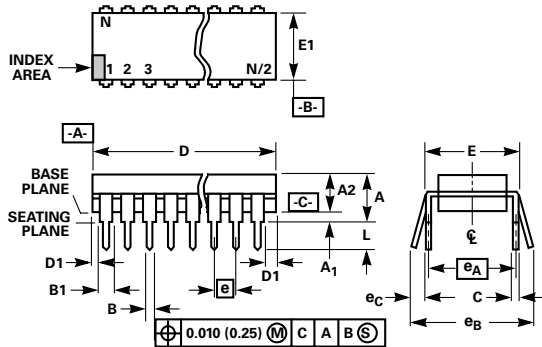 N
E1
INDEX
AREA
1 2 3
N/2
-B-
-A-
D
E
BASE
PLANE
A2
-C-
A
SEATING
PLANE
L
℄
D1
A1
D1
B1
e
eA
B
eC
C
eB
⌖ 0.010 (0.25) Ⓜ C A B Ⓢ